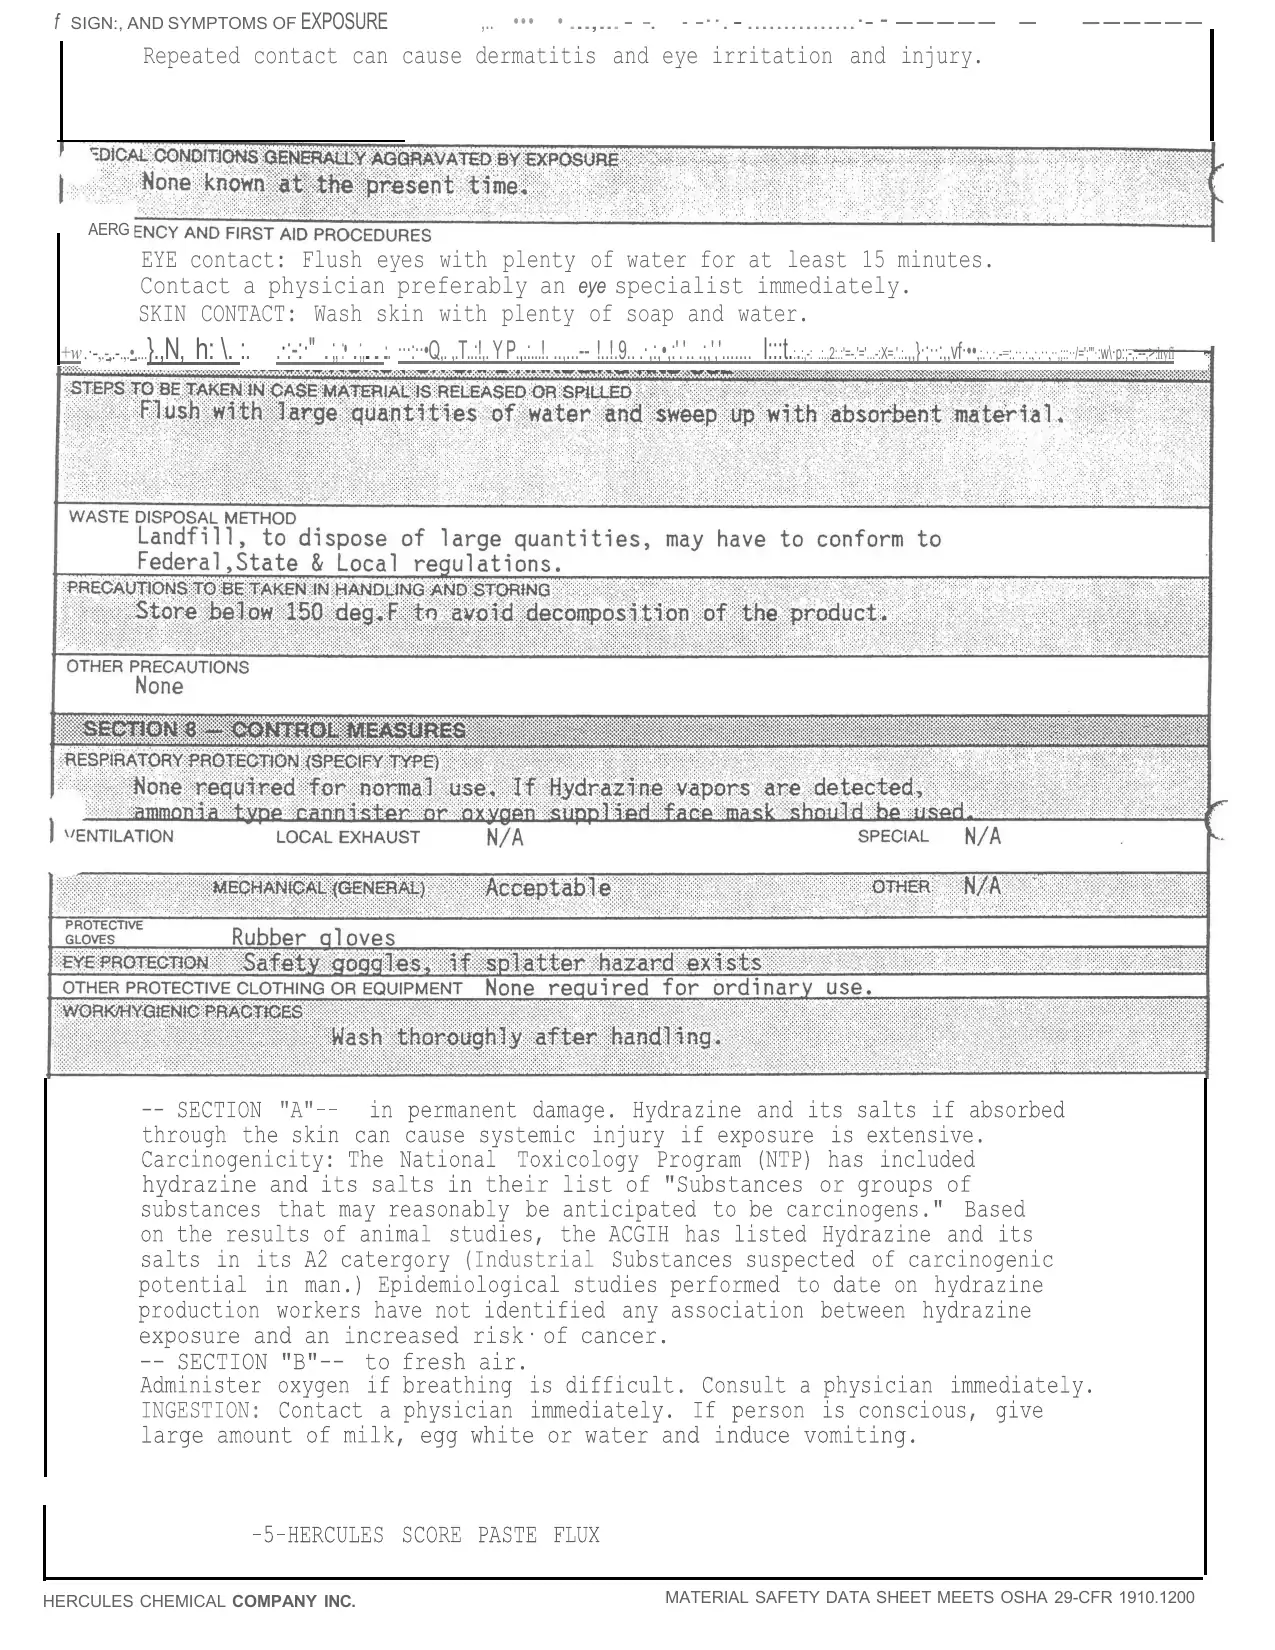 SIGN:, AND SYMPTOMS OF EXPOSURE
Repeated contact can cause dermatitis and eye irritation and injury.
EDICAL CONDITIONS GENERALLY AGGRAVATED BY EXPOSURE
None known at the present time.
AERG ENCY AND FIRST AID PROCEDURES
EYE contact: Flush eyes with plenty of water for at least 15 minutes.
Contact a physician preferably an eye specialist immediately.
SKIN CONTACT: Wash skin with plenty of soap and water.
STEPS TO BE TAKEN IN CASE MATERIAL IS RELEASED OR SPILLED
Flush with large quantities of water and sweep up with absorbent material.
WASTE DISPOSAL METHOD
Landfill, to dispose of large quantities, may have to conform to
Federal,State & Local regulations.
PRECAUTIONS TO BE TAKEN IN HANDLING AND STORING
Store below 150 deg.F to avoid decomposition of the product.
OTHER PRECAUTIONS
None
SECTION 8 — CONTROL MEASURES
RESPIRATORY PROTECTION (SPECIFY TYPE)
None required for normal use. If Hydrazine vapors are detected,
ammonia type cannister or oxygen supplied face mask should be used.
VENTILATION LOCAL EXHAUST N/A SPECIAL N/A
MECHANICAL (GENERAL) Acceptable OTHER N/A
PROTECTIVE
GLOVES Rubber gloves
EYE PROTECTION Safety goggles, if splatter hazard exists
OTHER PROTECTIVE CLOTHING OR EQUIPMENT None required for ordinary use.
WORK/HYGIENIC PRACTICES
Wash thoroughly after handling.
-- SECTION "A"-- in permanent damage. Hydrazine and its salts if absorbed
through the skin can cause systemic injury if exposure is extensive.
Carcinogenicity: The National Toxicology Program (NTP) has included
hydrazine and its salts in their list of "Substances or groups of
substances that may reasonably be anticipated to be carcinogens." Based
on the results of animal studies, the ACGIH has listed Hydrazine and its
salts in its A2 catergory (Industrial Substances suspected of carcinogenic
potential in man.) Epidemiological studies performed to date on hydrazine
production workers have not identified any association between hydrazine
exposure and an increased risk of cancer.
-- SECTION "B"-- to fresh air.
Administer oxygen if breathing is difficult. Consult a physician immediately.
INGESTION: Contact a physician immediately. If person is conscious, give
large amount of milk, egg white or water and induce vomiting.
-5-HERCULES SCORE PASTE FLUX
HERCULES CHEMICAL COMPANY INC. MATERIAL SAFETY DATA SHEET MEETS OSHA 29-CFR 1910.1200